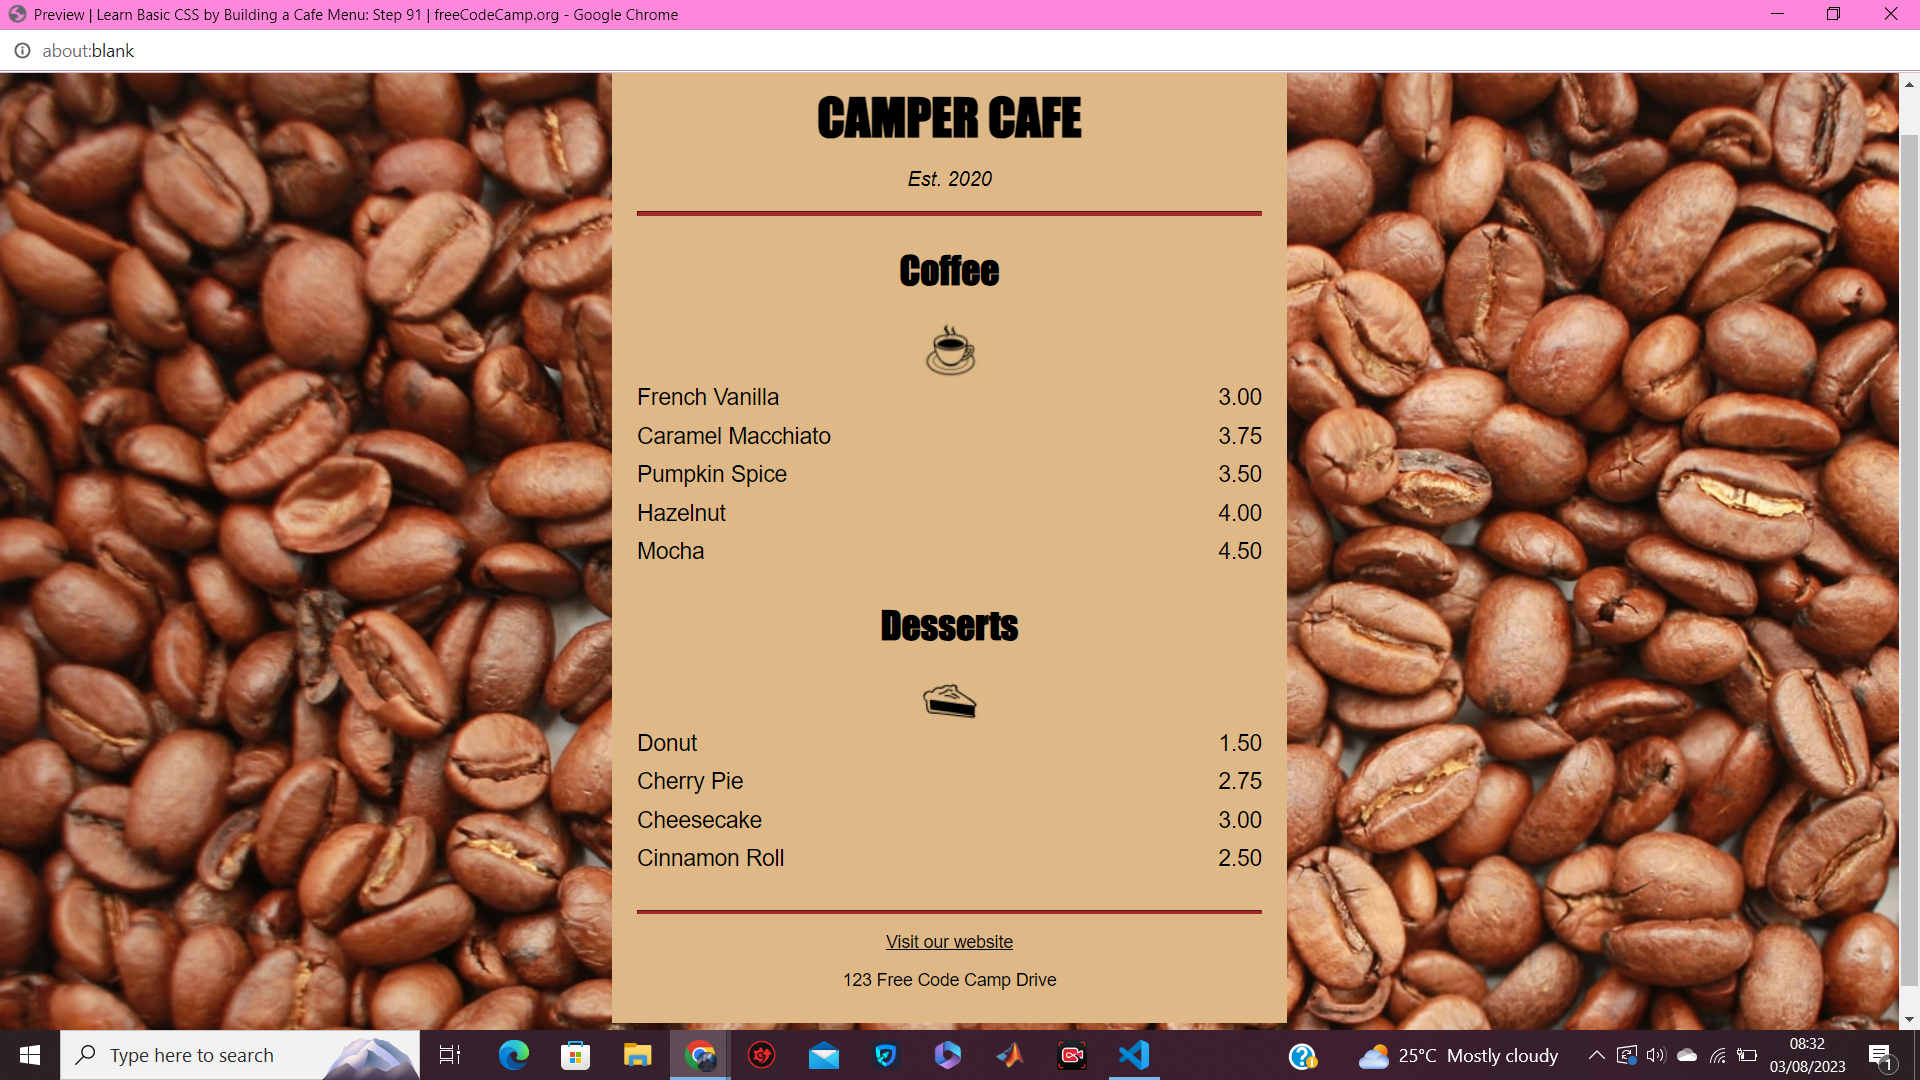 Preview | Learn Basic CSS by Building a Cafe Menu: Step 91 | freeCodeCamp.org - Google Chrome
about:blank
CAMPER CAFE
Est. 2020
Coffee
French Vanilla 3.00
Caramel Macchiato 3.75
Pumpkin Spice 3.50
Hazelnut 4.00
Mocha 4.50
Desserts
Donut 1.50
Cherry Pie 2.75
Cheesecake 3.00
Cinnamon Roll 2.50
Visit our website
123 Free Code Camp Drive
Type here to search
25°C Mostly cloudy
08:32
03/08/2023
1